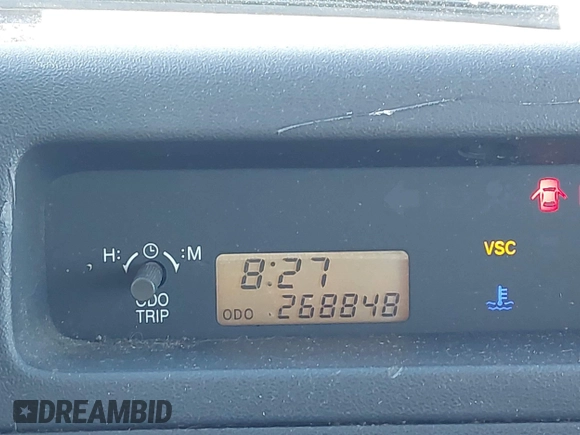 H: :M
8:27
VSC
ODO
TRIP
ODO 268848
DREAMBID